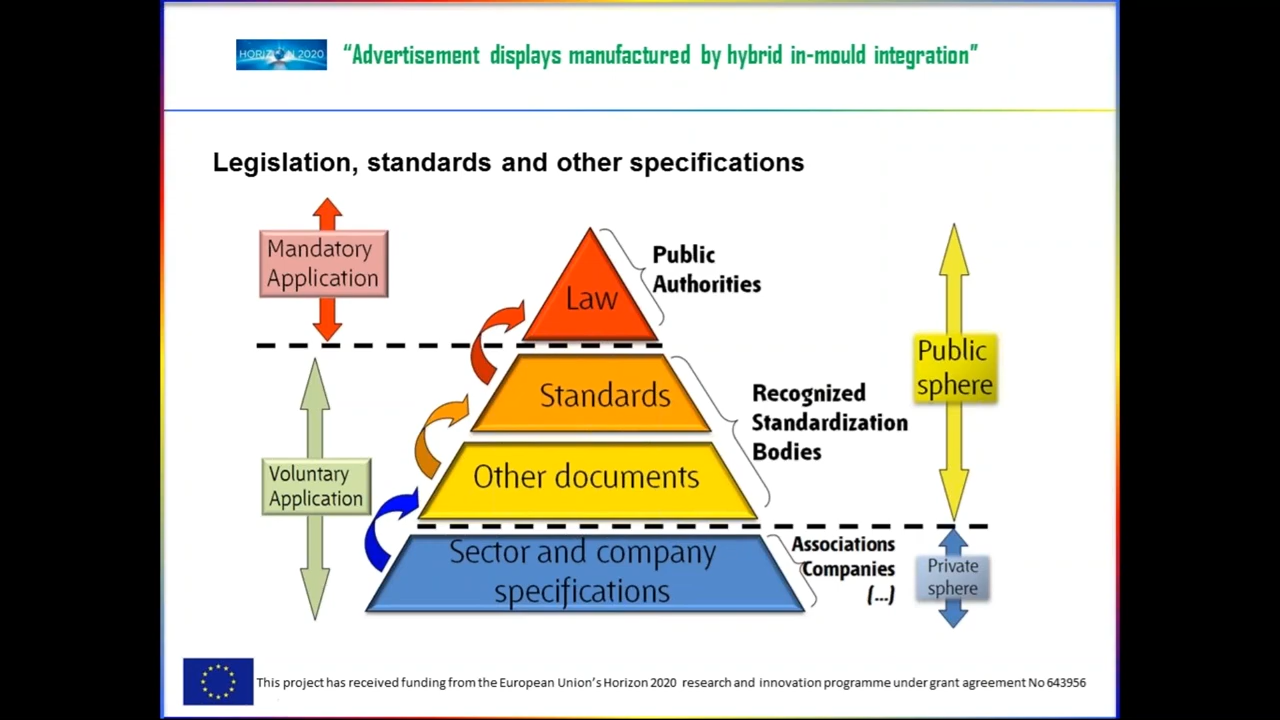 HORIZON 2020
“Advertisement displays manufactured by hybrid in-mould integration”
Legislation, standards and other specifications
Mandatory
Application
Law
Public
Authorities
Public
sphere
Standards
Recognized
Standardization
Bodies
Voluntary
Application
Other documents
Sector and company
specifications
Associations
Companies
(...)
Private
sphere
This project has received funding from the European Union’s Horizon 2020 research and innovation programme under grant agreement No 643956